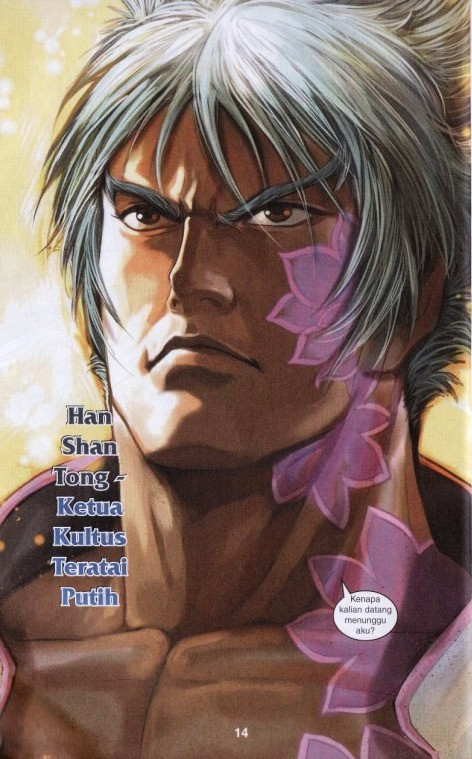 Han
Shan
Tong -
Ketua
Kultus
Teratai
Putih
Kenapa
kalian datang
menunggu
aku?
14